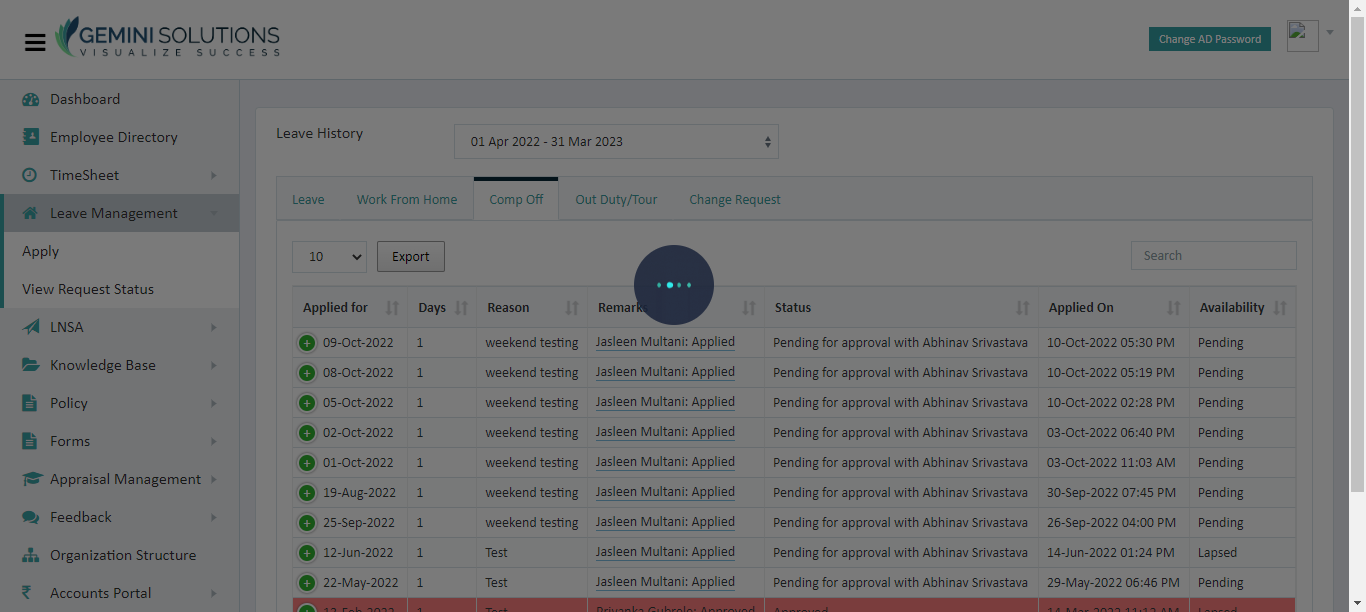 GEMINI SOLUTIONS
VISUALIZE SUCCESS
Change AD Password
Dashboard
Employee Directory
TimeSheet
Leave Management
Apply
View Request Status
LNSA
Knowledge Base
Policy
Forms
Appraisal Management
Feedback
Organization Structure
Accounts Portal
Leave History
01 Apr 2022 - 31 Mar 2023
Leave Work From Home Comp Off Out Duty/Tour Change Request
10 Export Search
Applied for Days Reason Remarks Status Applied On Availability
09-Oct-2022 1 weekend testing Jasleen Multani: Applied Pending for approval with Abhinav Srivastava 10-Oct-2022 05:30 PM Pending
08-Oct-2022 1 weekend testing Jasleen Multani: Applied Pending for approval with Abhinav Srivastava 10-Oct-2022 05:19 PM Pending
05-Oct-2022 1 weekend testing Jasleen Multani: Applied Pending for approval with Abhinav Srivastava 10-Oct-2022 02:28 PM Pending
02-Oct-2022 1 weekend testing Jasleen Multani: Applied Pending for approval with Abhinav Srivastava 03-Oct-2022 06:40 PM Pending
01-Oct-2022 1 weekend testing Jasleen Multani: Applied Pending for approval with Abhinav Srivastava 03-Oct-2022 11:03 AM Pending
19-Aug-2022 1 weekend testing Jasleen Multani: Applied Pending for approval with Abhinav Srivastava 30-Sep-2022 07:45 PM Pending
25-Sep-2022 1 weekend testing Jasleen Multani: Applied Pending for approval with Abhinav Srivastava 26-Sep-2022 04:00 PM Pending
12-Jun-2022 1 Test Jasleen Multani: Applied Pending for approval with Abhinav Srivastava 14-Jun-2022 01:24 PM Lapsed
22-May-2022 1 Test Jasleen Multani: Applied Pending for approval with Abhinav Srivastava 29-May-2022 06:46 PM Pending